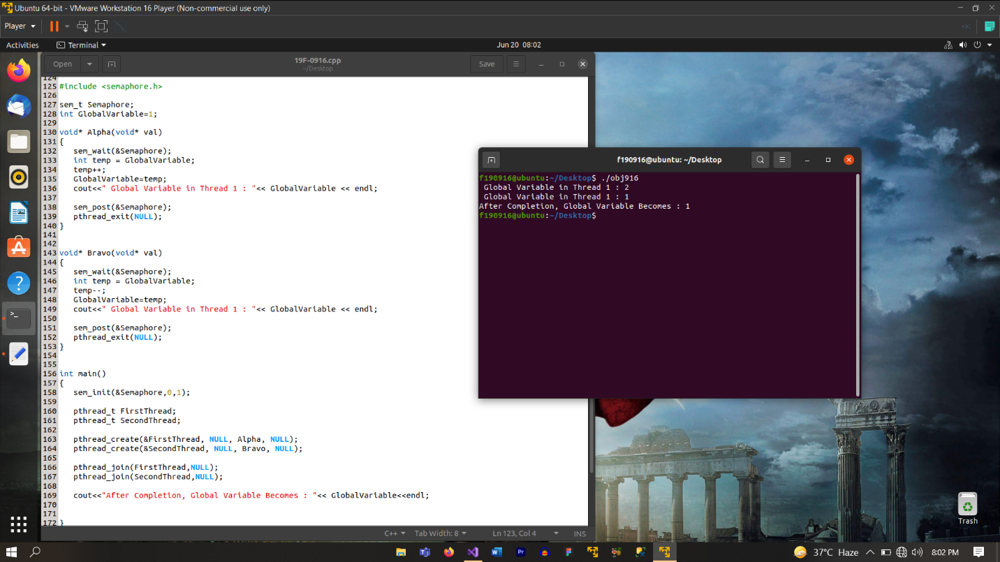 Ubuntu 64-bit - VMware Workstation 16 Player (Non-commercial use only)
Player
Activities
Terminal
Jun 20 08:02
Open
19F-0916.cpp
~/Desktop
Save
124
125 #include <semaphore.h>
126
127 sem_t Semaphore;
128 int GlobalVariable=1;
129
130 void* Alpha(void* val)
131 {
132    sem_wait(&Semaphore);
133    int temp = GlobalVariable;
134    temp++;
135    GlobalVariable=temp;
136    cout<<" Global Variable in Thread 1 : "<< GlobalVariable << endl;
137
138    sem_post(&Semaphore);
139    pthread_exit(NULL);
140 }
141
142
143 void* Bravo(void* val)
144 {
145    sem_wait(&Semaphore);
146    int temp = GlobalVariable;
147    temp--;
148    GlobalVariable=temp;
149    cout<<" Global Variable in Thread 1 : "<< GlobalVariable << endl;
150
151    sem_post(&Semaphore);
152    pthread_exit(NULL);
153 }
154
155
156 int main()
157 {
158    sem_init(&Semaphore,0,1);
159
160    pthread_t FirstThread;
161    pthread_t SecondThread;
162
163    pthread_create(&FirstThread, NULL, Alpha, NULL);
164    pthread_create(&SecondThread, NULL, Bravo, NULL);
165
166    pthread_join(FirstThread,NULL);
167    pthread_join(SecondThread,NULL);
168
169    cout<<"After Completion, Global Variable Becomes : "<< GlobalVariable<<endl;
170
171
172 }
C++
Tab Width: 8
Ln 123, Col 4
INS
f190916@ubuntu: ~/Desktop
f190916@ubuntu:~/Desktop$ ./obj916
 Global Variable in Thread 1 : 2
 Global Variable in Thread 1 : 1
After Completion, Global Variable Becomes : 1
f190916@ubuntu:~/Desktop$
Trash
37°C Haze
8:02 PM